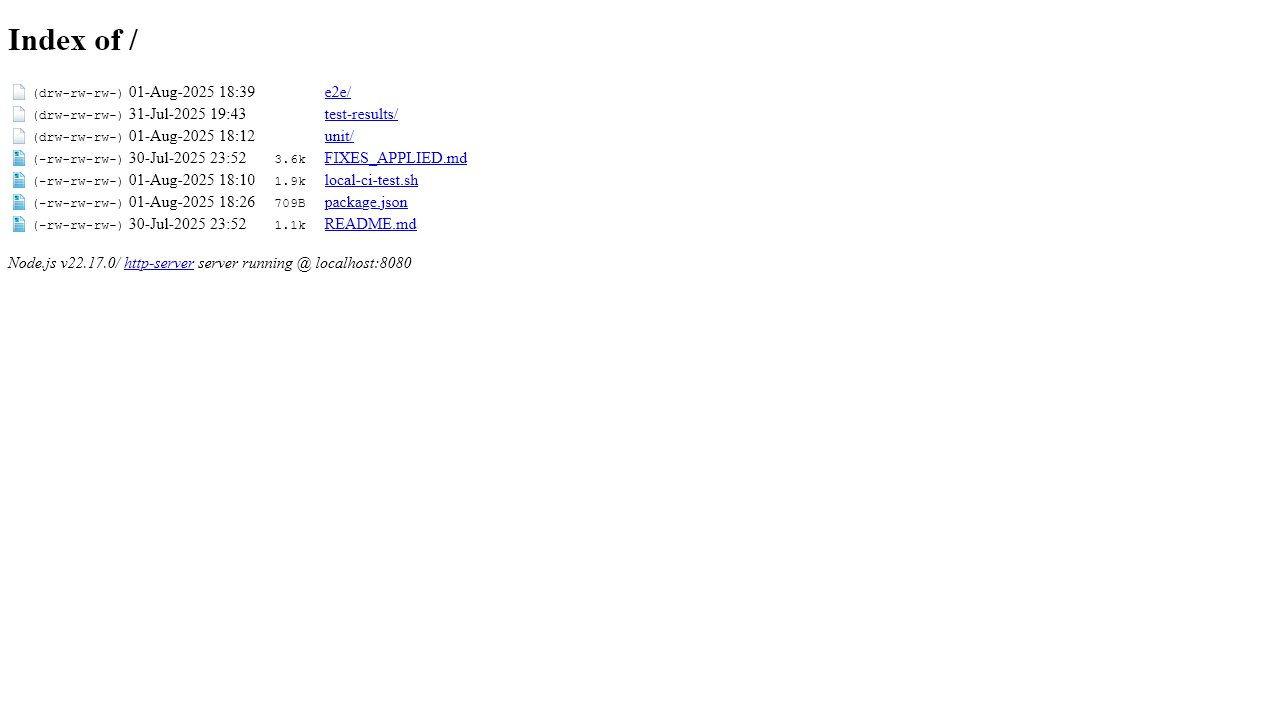 Index of /
(drw-rw-rw-) 01-Aug-2025 18:39 e2e/
(drw-rw-rw-) 31-Jul-2025 19:43 test-results/
(drw-rw-rw-) 01-Aug-2025 18:12 unit/
(-rw-rw-rw-) 30-Jul-2025 23:52 3.6k FIXES_APPLIED.md
(-rw-rw-rw-) 01-Aug-2025 18:10 1.9k local-ci-test.sh
(-rw-rw-rw-) 01-Aug-2025 18:26 709B package.json
(-rw-rw-rw-) 30-Jul-2025 23:52 1.1k README.md
Node.js v22.17.0/ http-server server running @ localhost:8080